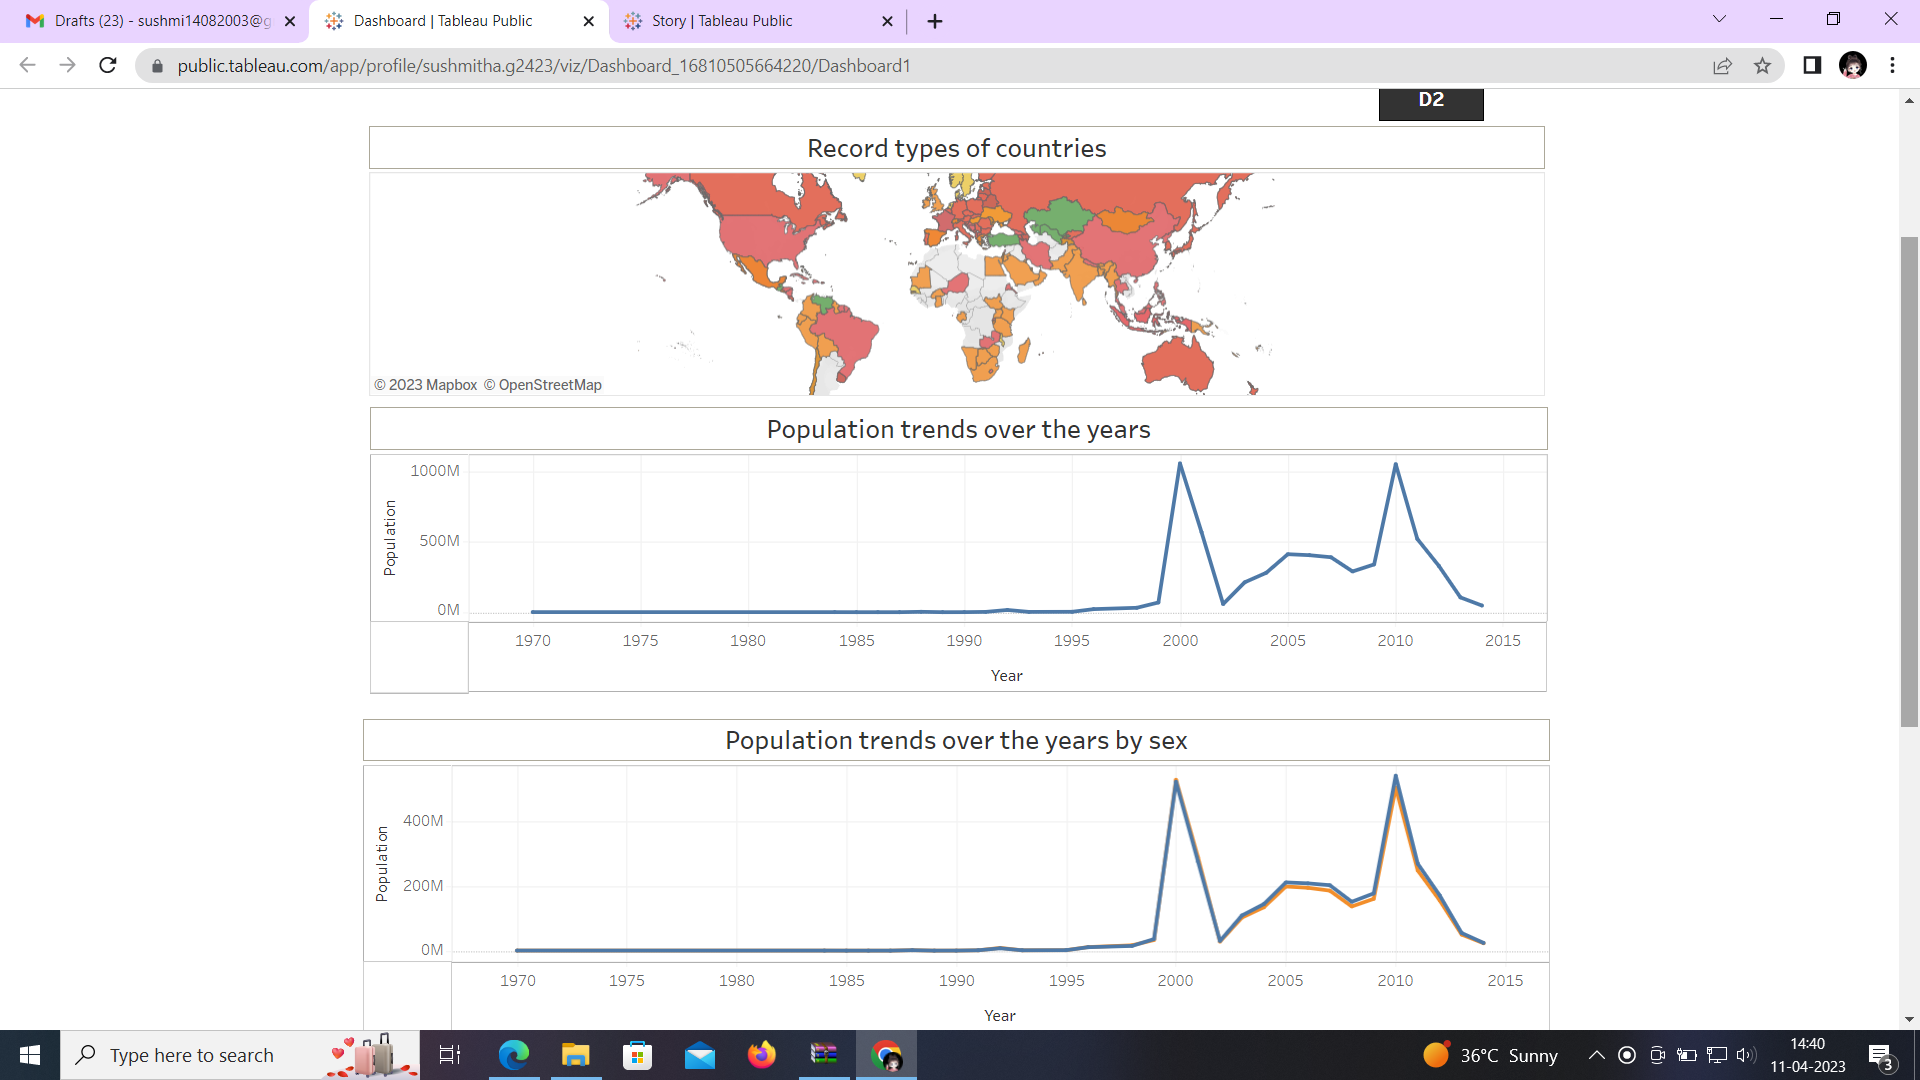 Drafts (23) - sushmi14082003@g
Dashboard | Tableau Public
Story | Tableau Public
public.tableau.com/app/profile/sushmitha.g2423/viz/Dashboard_16810505664220/Dashboard1
D2
Record types of countries
© 2023 Mapbox © OpenStreetMap
Population trends over the years
Population
1000M
500M
0M
1970 1975 1980 1985 1990 1995 2000 2005 2010 2015
Year
Population trends over the years by sex
Population
400M
200M
0M
1970 1975 1980 1985 1990 1995 2000 2005 2010 2015
Year
Type here to search
36°C Sunny
14:40
11-04-2023
3